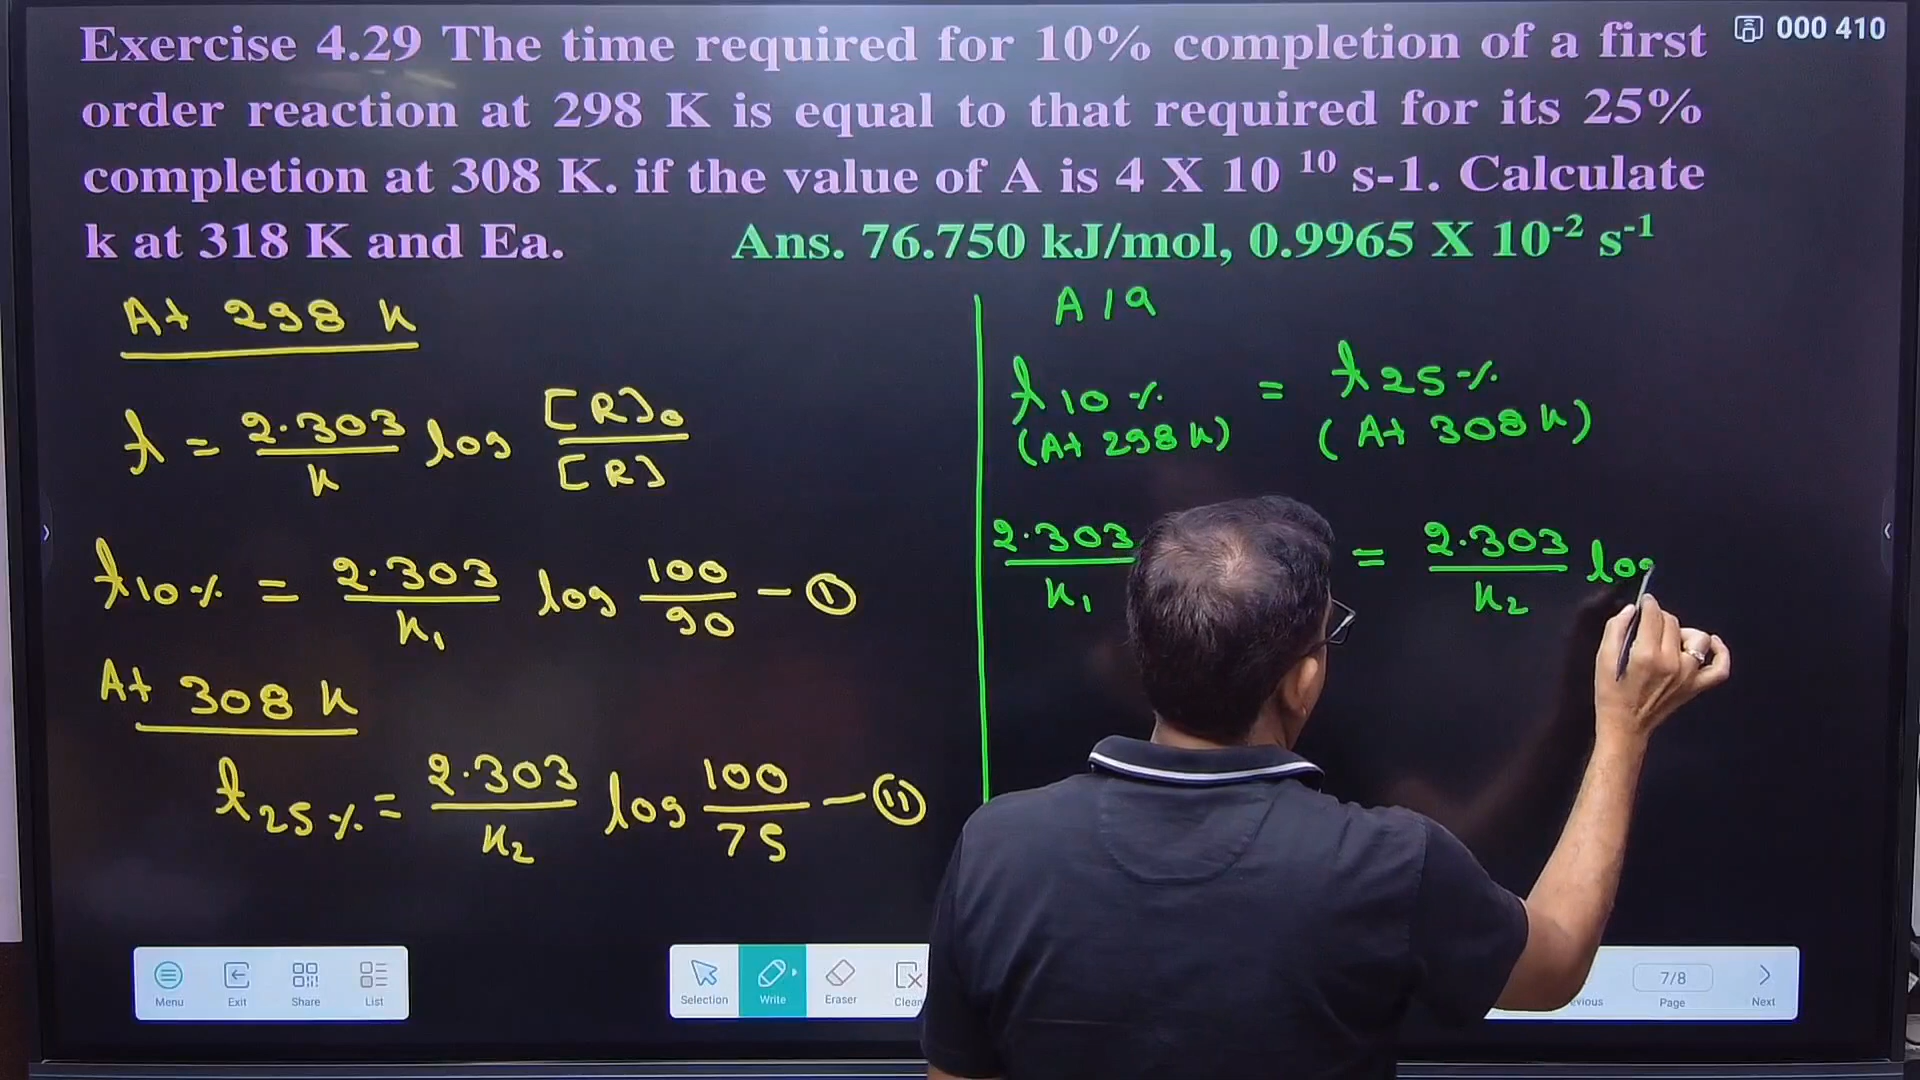 Exercise 4.29 The time required for 10% completion of a first
order reaction at 298 K is equal to that required for its 25%
completion at 308 K. if the value of A is 4 X 10 ¹⁰ s-1. Calculate
k at 318 K and Ea. Ans. 76.750 kJ/mol, 0.9965 X 10⁻² s⁻¹
000 410
At 298 K
t = 2.303/K log [R]₀/[R]
t10% = 2.303/K₁ log 100/90 - (I)
At 308 K
t25% = 2.303/K₂ log 100/75 - (II)
A/q
t10% = t25%
(At 298 K) (At 308 K)
2.303/K₁ = 2.303/K₂ log
Menu Exit Share List
Selection Write Eraser Clean
7/8
Page Next